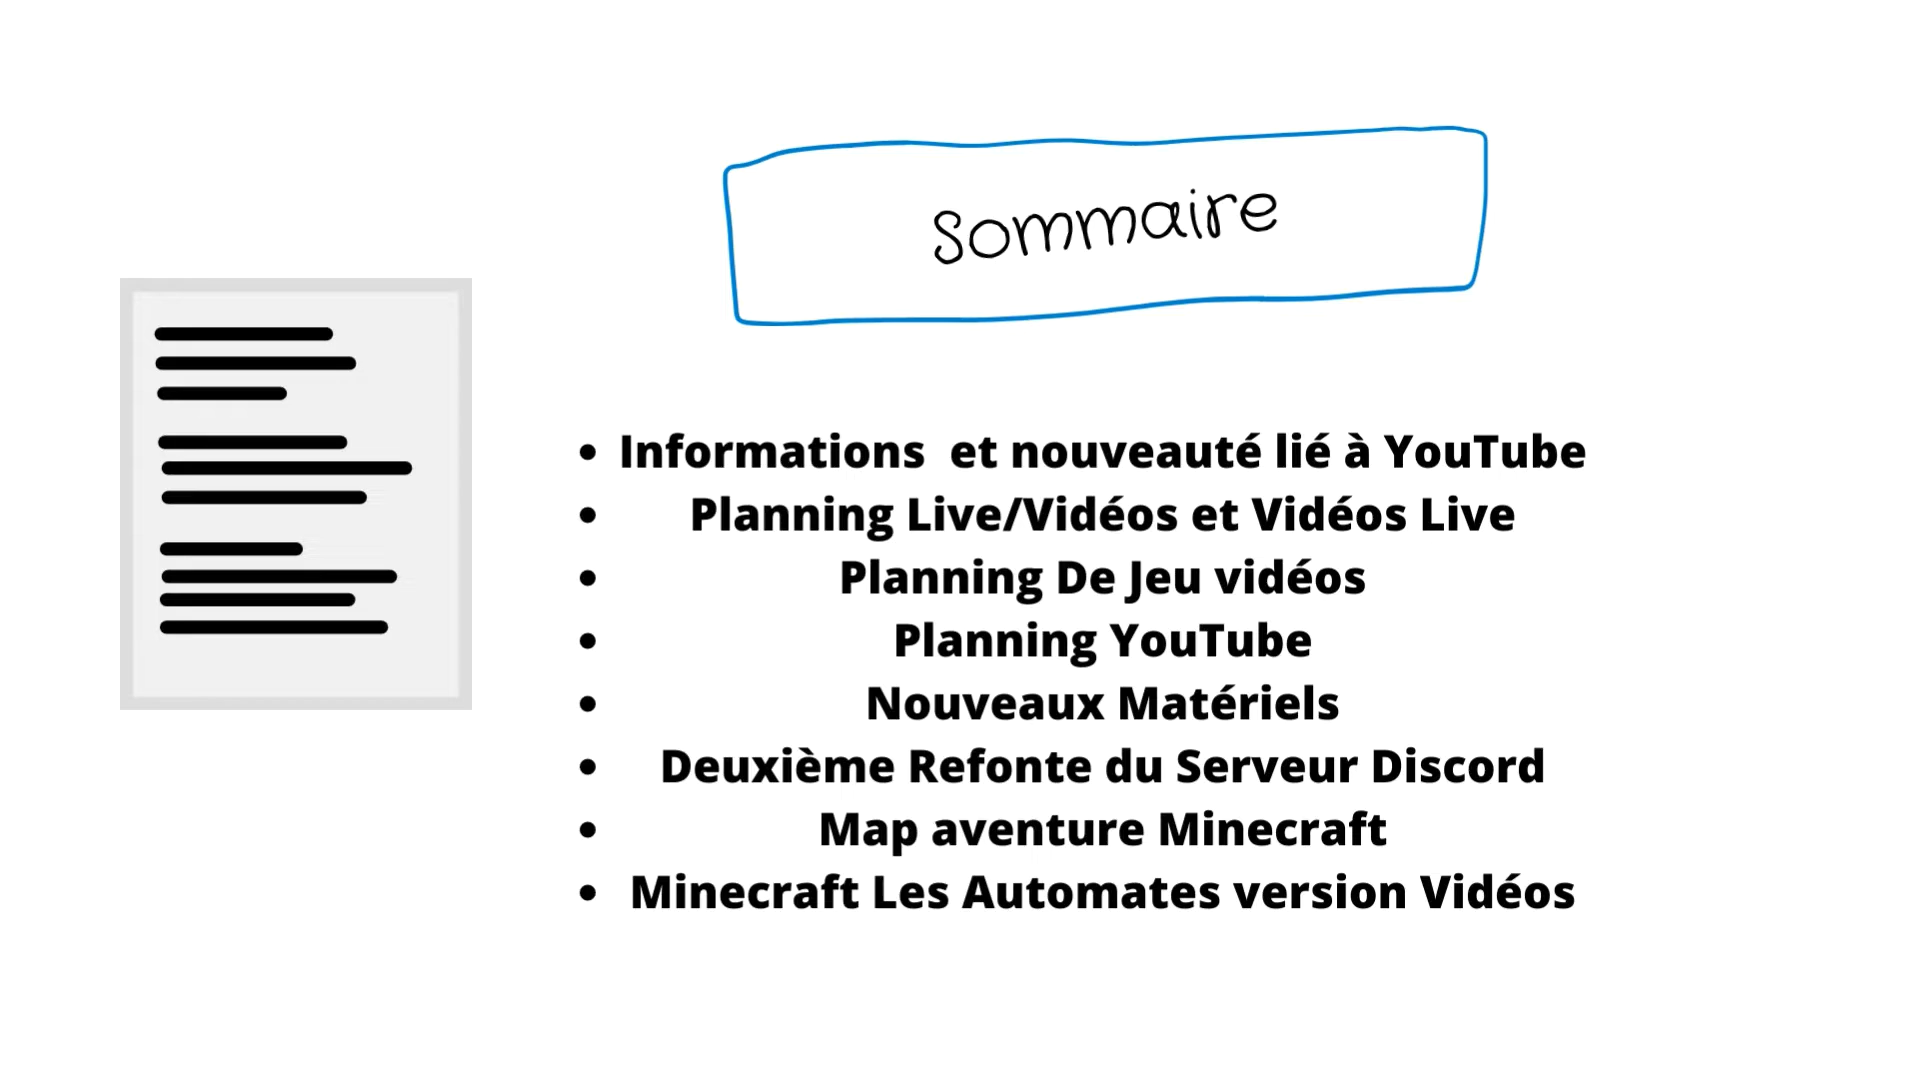 Sommaire
• Informations  et nouveauté lié à YouTube
• Planning Live/Vidéos et Vidéos Live
• Planning De Jeu vidéos
• Planning YouTube
• Nouveaux Matériels
• Deuxième Refonte du Serveur Discord
• Map aventure Minecraft
• Minecraft Les Automates version Vidéos